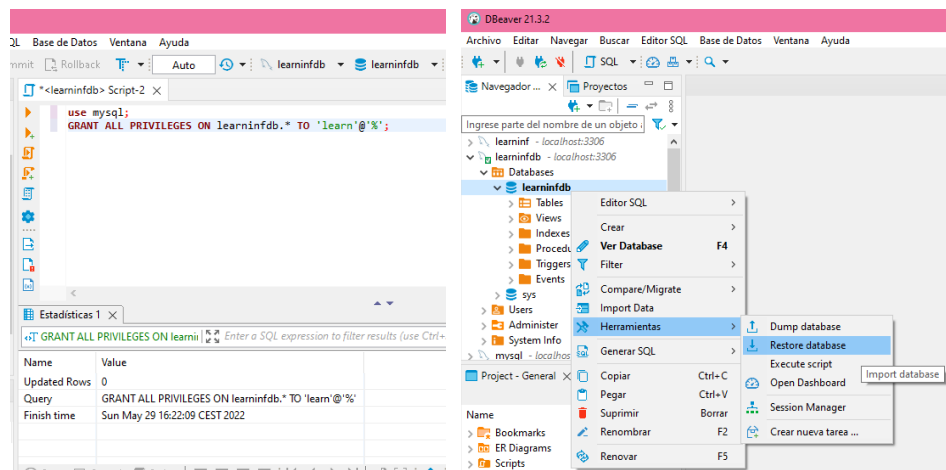 QL Base de Datos Ventana Ayuda
Rollback Auto learninfdb learninfdb
*<learninfdb> Script-2
use mysql;
GRANT ALL PRIVILEGES ON learninfdb.* TO 'learn'@'%';
Estadísticas 1
GRANT ALL PRIVILEGES ON learnin Enter a SQL expression to filter results (use Ctrl+
Name Value
Updated Rows 0
Query GRANT ALL PRIVILEGES ON learninfdb.* TO 'learn'@'%'
Finish time Sun May 29 16:22:09 CEST 2022
DBeaver 21.3.2
Archivo Editar Navegar Buscar Editor SQL Base de Datos Ventana Ayuda
SQL
Navegador ... Proyectos
Ingrese parte del nombre de un objeto
learninf - localhost:3306
learninfdb - localhost:3306
Databases
learninfdb
Tables
Views
Indexes
Procedu
Triggers
Events
sys
Users
Administer
System Info
mysql - localhos
Project - General
Name
Bookmarks
ER Diagrams
Scripts
Editor SQL
Crear
Ver Database F4
Filter
Compare/Migrate
Import Data
Herramientas
Generar SQL
Copiar Ctrl+C
Pegar Ctrl+V
Suprimir Borrar
Renombrar F2
Renovar F5
Dump database
Restore database
Execute script
Import database
Open Dashboard
Session Manager
Crear nueva tarea ...